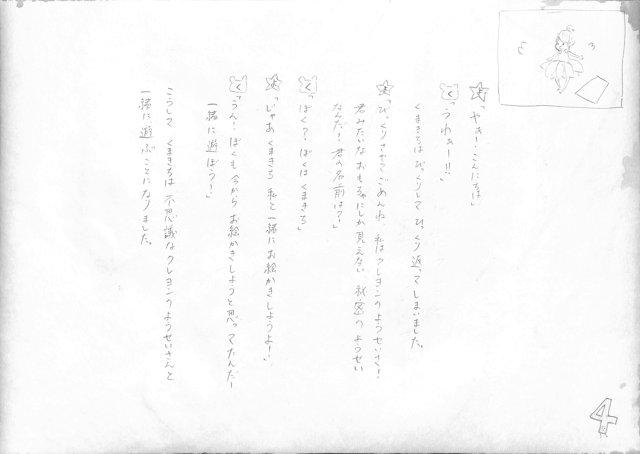 「やぁー!こんにちは」
く「うわぁー!!」
くまきちはびっくりしてひっくり返ってしまいました。
「びっくりさせてごめんね 私はクレヨンのようせいさ!
君みたいなおもちゃにしか見えない 秘密のようせい
なんだ!君の名前は?」
く「ぼく?ぼくはくまきち」
「じゃあくまきち 私と一緒にお絵かきしようよー!」
く「うん!ぼくも今からお絵かきしようと思ってたんだー
一緒に遊ぼうー!」
こうして くまきちは 不思議なクレヨンのようせいさんと
一緒に遊ぶことになりました。
4